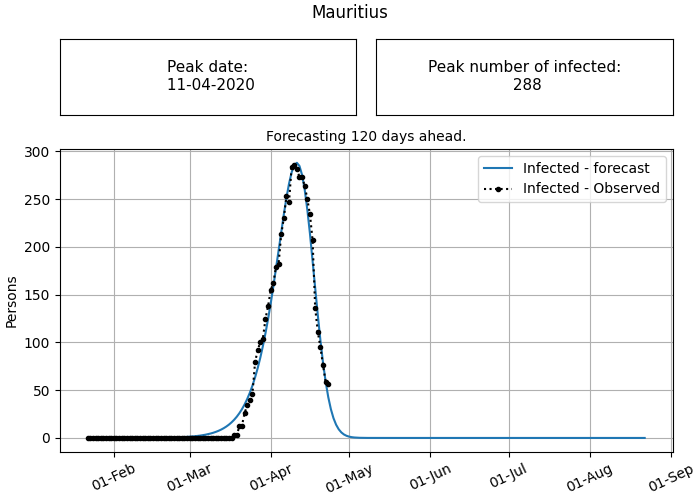 Mauritius
Peak date:
11-04-2020
Peak number of infected:
288
Forecasting 120 days ahead.
Infected - forecast
Infected - Observed
Persons
300
250
200
150
100
50
0
01-Feb
01-Mar
01-Apr
01-May
01-Jun
01-Jul
01-Aug
01-Sep